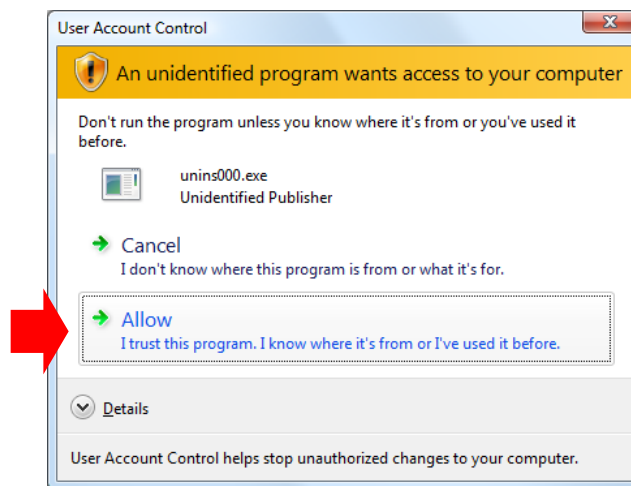 User Account Control
An unidentified program wants access to your computer
Don't run the program unless you know where it's from or you've used it
before.
unins000.exe
Unidentified Publisher
Cancel
I don't know where this program is from or what it's for.
Allow
I trust this program. I know where it's from or I've used it before.
Details
User Account Control helps stop unauthorized changes to your computer.